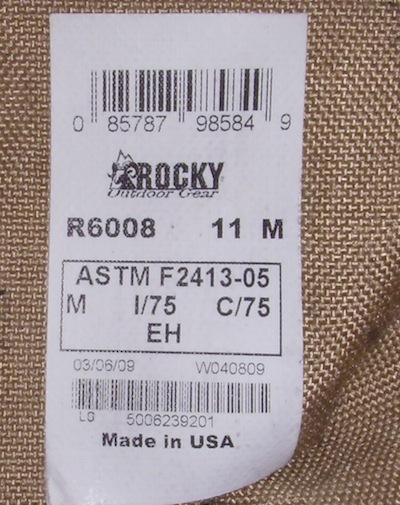 0 85787 98584 9
ROCKY
Outdoor Gear
R6008 11 M
ASTM F2413-05
M I/75 C/75
EH
03/06/09 W040809
LG 5006239201
Made in USA